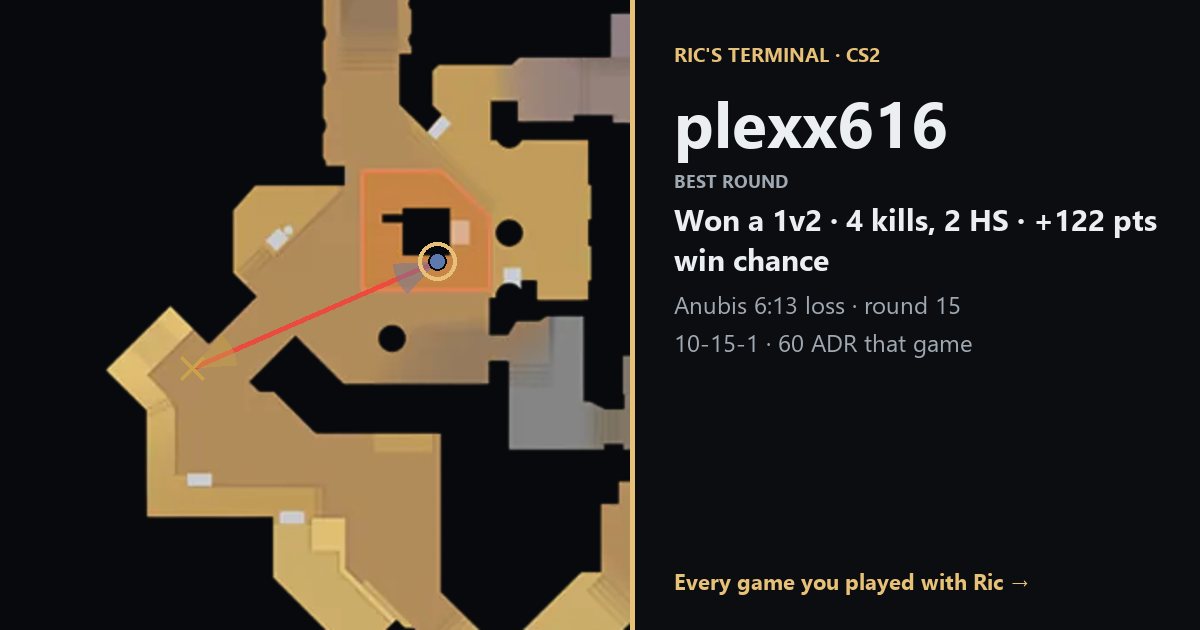 RIC'S TERMINAL · CS2
plexx616
BEST ROUND
Won a 1v2 · 4 kills, 2 HS · +122 pts
win chance
Anubis 6:13 loss · round 15
10-15-1 · 60 ADR that game
Every game you played with Ric →